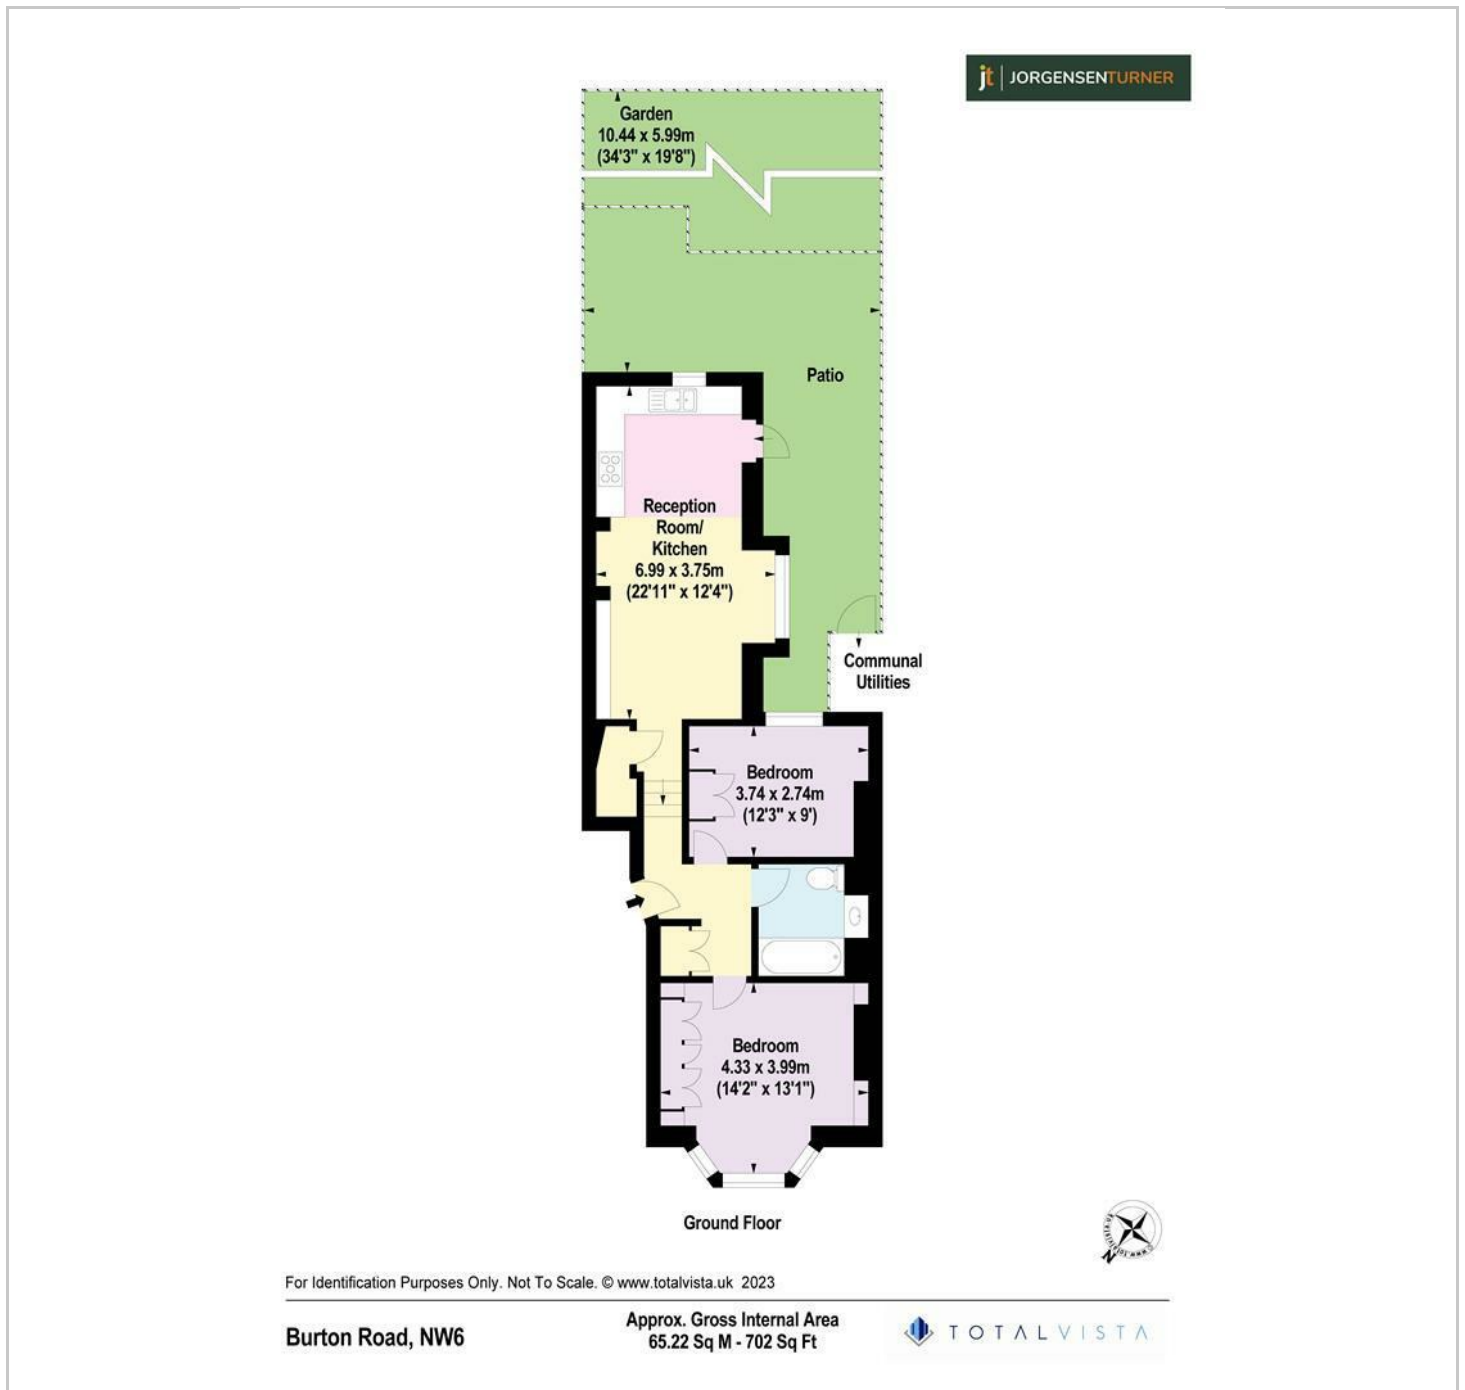 jt JORGENSENTURNER
Garden
10.44 x 5.99m
(34'3" x 19'8")
Patio
Reception
Room/
Kitchen
6.99 x 3.75m
(22'11" x 12'4")
Communal
Utilities
Bedroom
3.74 x 2.74m
(12'3" x 9')
Bedroom
4.33 x 3.99m
(14'2" x 13'1")
Ground Floor
N
For Identification Purposes Only. Not To Scale. © www.totalvista.uk 2023
Burton Road, NW6
Approx. Gross Internal Area
65.22 Sq M - 702 Sq Ft
TOTALVISTA